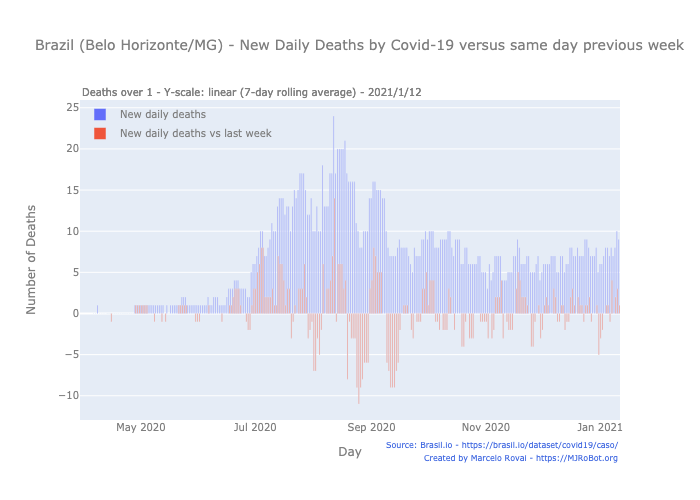 Brazil (Belo Horizonte/MG) - New Daily Deaths by Covid-19 versus same day previous week
Deaths over 1 - Y-scale: linear (7-day rolling average) - 2021/1/12
New daily deaths
New daily deaths vs last week
25
20
15
10
5
0
−5
−10
Number of Deaths
May 2020
Jul 2020
Sep 2020
Nov 2020
Jan 2021
Day
Source: Brasil.io - https://brasil.io/dataset/covid19/caso/
Created by Marcelo Rovai - https://MJRoBot.org